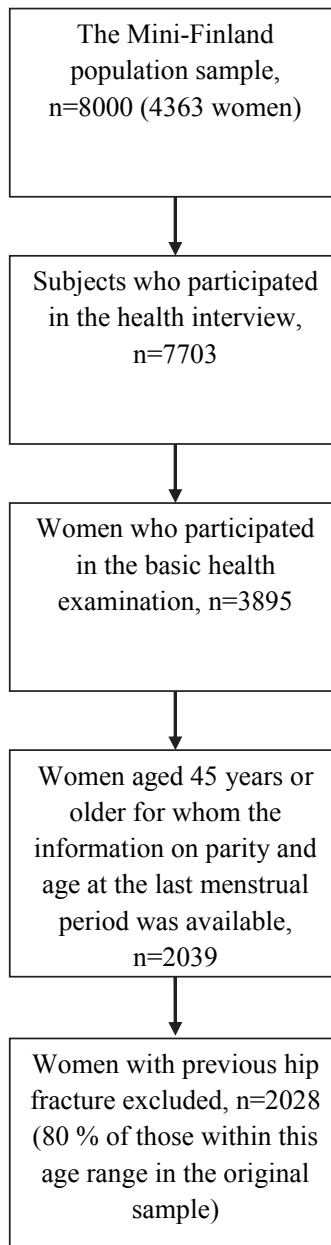 The Mini-Finland
population sample,
n=8000 (4363 women)
Subjects who participated
in the health interview,
n=7703
Women who participated
in the basic health
examination, n=3895
Women aged 45 years or
older for whom the
information on parity and
age at the last menstrual
period was available,
n=2039
Women with previous hip
fracture excluded, n=2028
(80 % of those within this
age range in the original
sample)